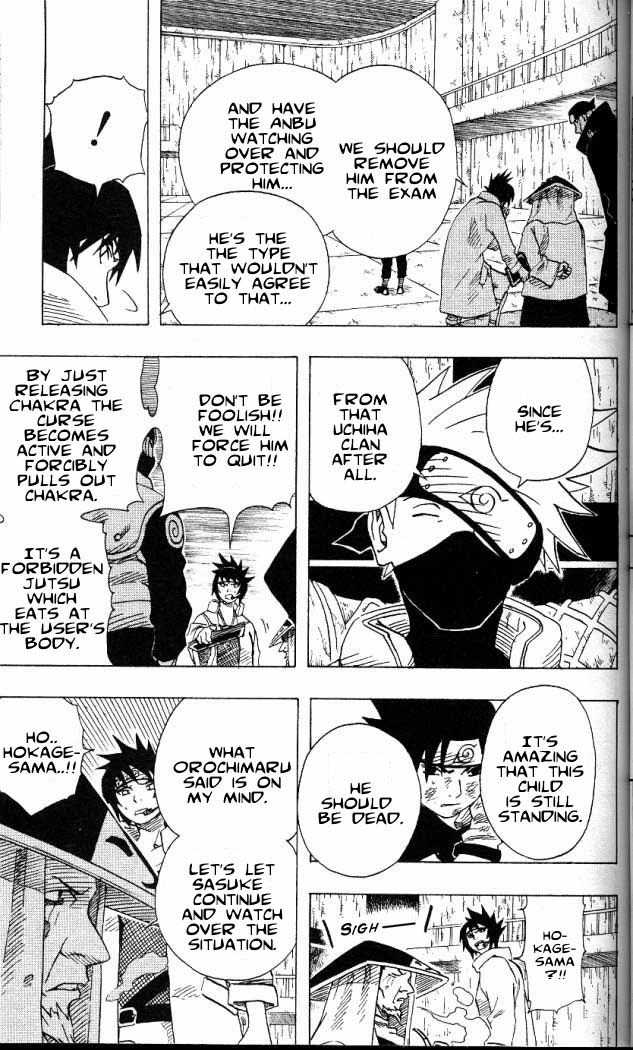 WE SHOULD
REMOVE
HIM FROM
THE EXAM
AND HAVE
THE ANBU
WATCHING
OVER AND
PROTECTING
HIM...
HE'S THE
THE TYPE
THAT WOULDN'T
EASILY AGREE
TO THAT...
!
SINCE
HE'S...
FROM
THAT
UCHIHA
CLAN
AFTER
ALL.
DON'T BE
FOOLISH!!
WE WILL
FORCE HIM
TO QUIT!!
BY JUST
RELEASING
CHAKRA THE
CURSE
BECOMES
ACTIVE AND
FORCIBLY
PULLS OUT
CHAKRA.
IT'S A
FORBIDDEN
JUTSU
WHICH
EATS AT
THE USER'S
BODY.
IT'S
AMAZING
THAT THIS
CHILD
IS STILL
STANDING.
HE
SHOULD
BE DEAD.
HO-
KAGE-
SAMA
?!!
SIGH
WHAT
OROCHIMARU
SAID IS ON
MY MIND.
LET'S LET
SASUKE
CONTINUE
AND WATCH
OVER THE
SITUATION.
HO..
HOKAGE-
SAMA..!!